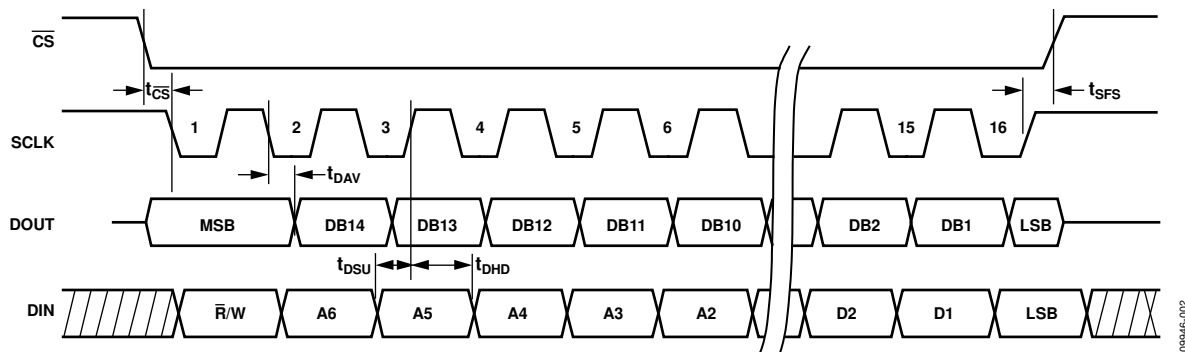 CS
tCS
tSFS
SCLK
1 2 3 4 5 6 15 16
tDAV
DOUT
MSB DB14 DB13 DB12 DB11 DB10 DB2 DB1 LSB
tDSU tDHD
DIN
R/W A6 A5 A4 A3 A2 D2 D1 LSB
09946-002